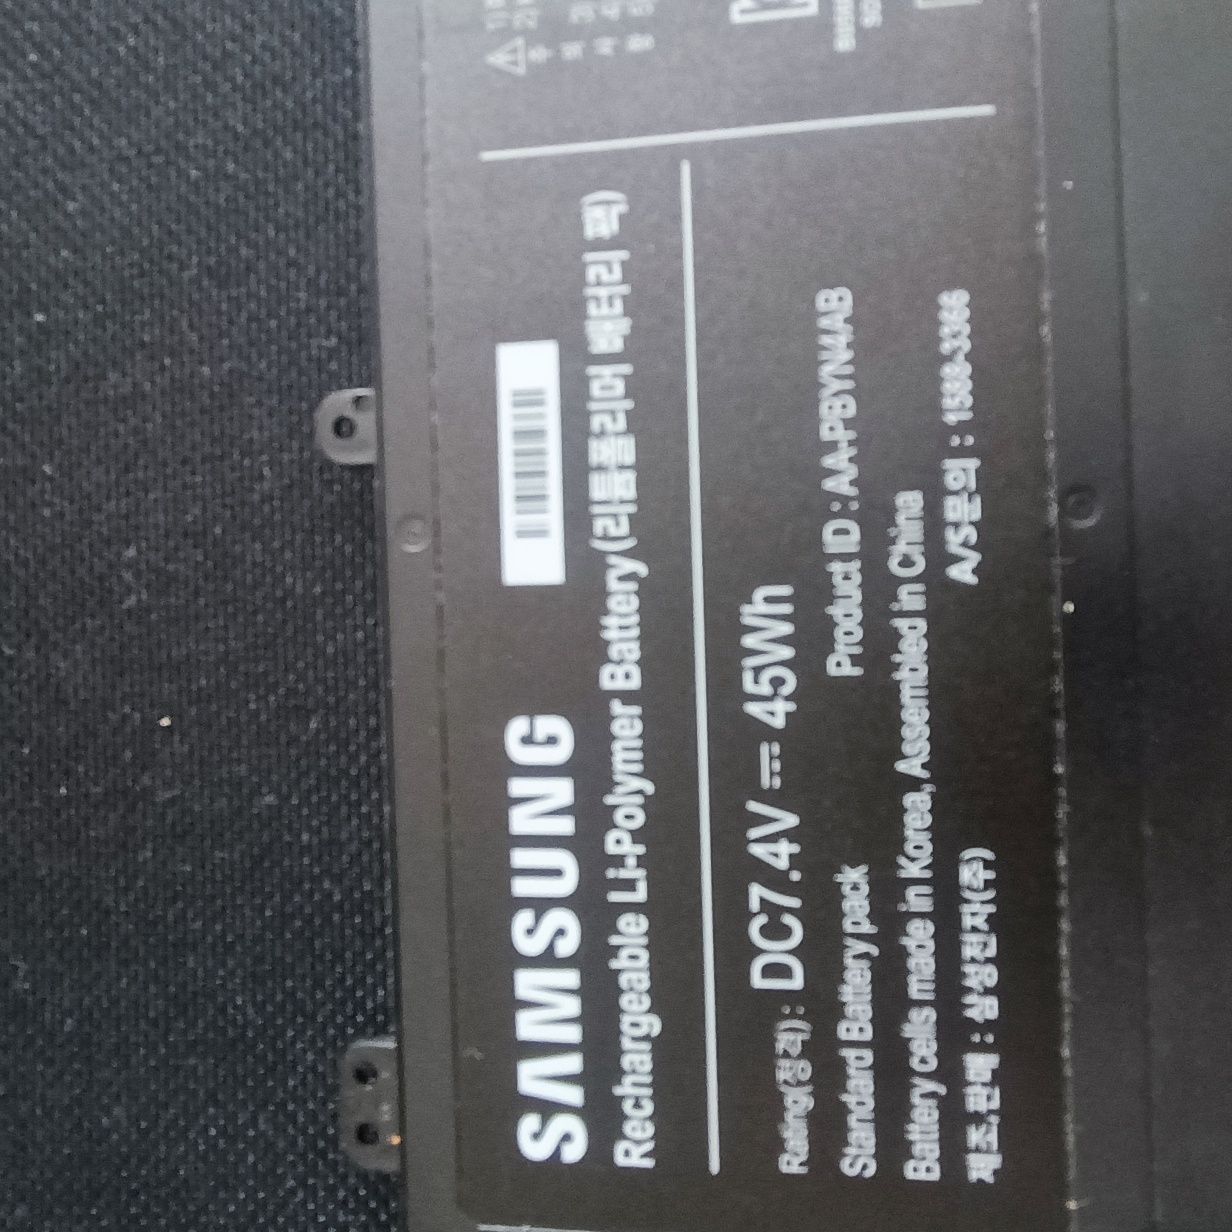 SAMSUNG
Rechargeable Li-Polymer Battery(리튬폴리머 배터리 팩)
Rating(정격) : DC7.4V ⎓ 45Wh
Standard Battery pack Product ID : AA-PBYN4AB
Battery cells made in Korea, Assembled in China
제조,판매 : 삼성전자(주) A/S문의 : 1588-3366